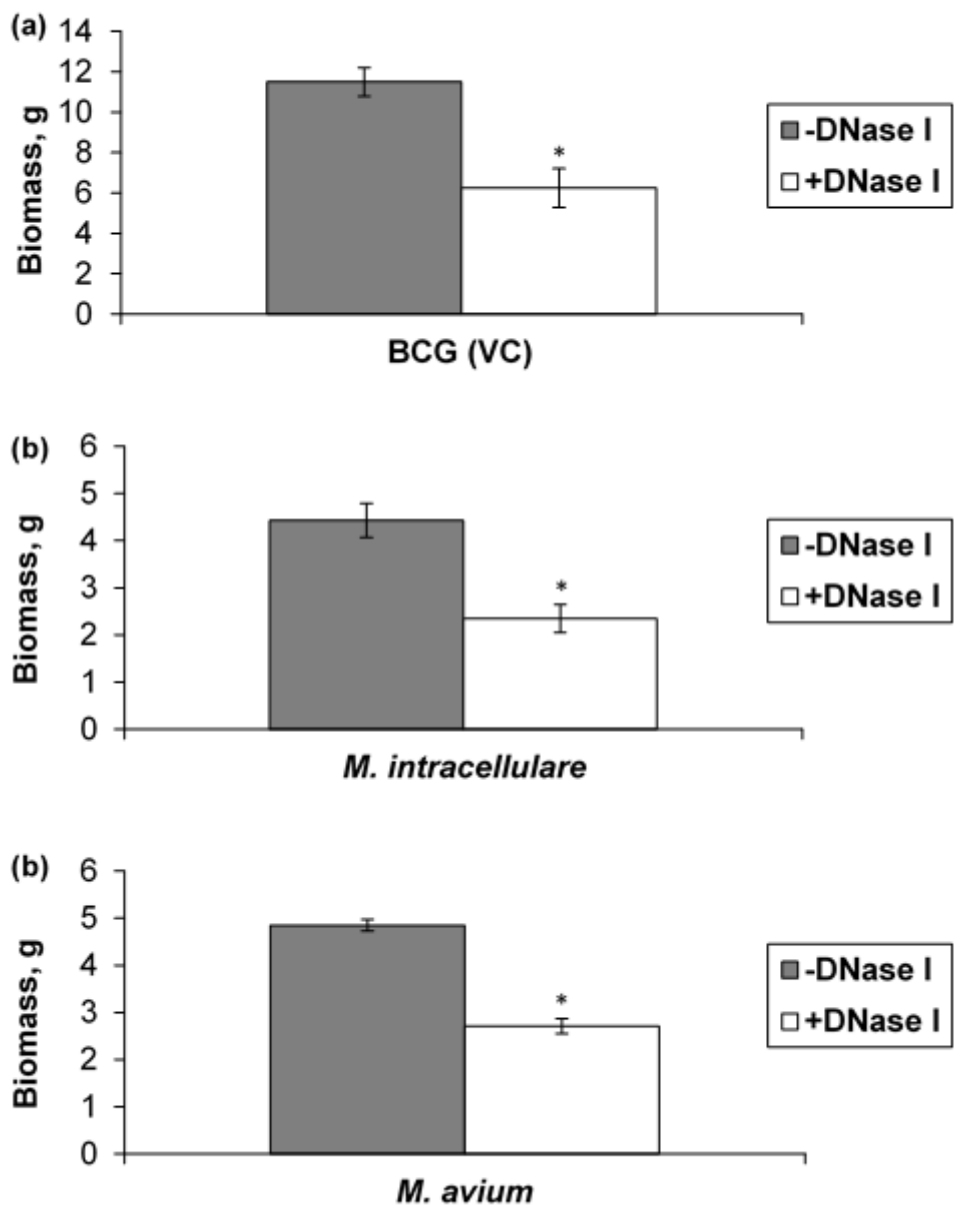 (a)
14
12
10
8
6
4
2
0
Biomass, g
*
-DNase I
+DNase I
BCG (VC)
(b)
6
5
4
3
2
1
0
Biomass, g
*
-DNase I
+DNase I
M. intracellulare
(b)
6
5
4
3
2
1
0
Biomass, g
*
-DNase I
+DNase I
M. avium